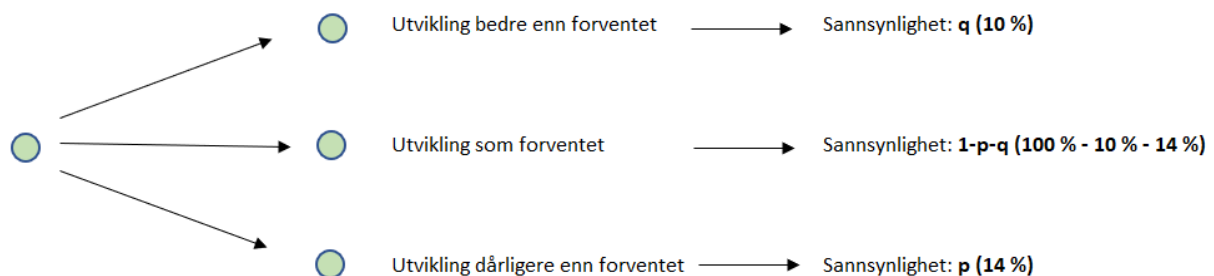 Utvikling bedre enn forventet Sannsynlighet: q (10 %)
Utvikling som forventet Sannsynlighet: 1-p-q (100 % - 10 % - 14 %)
Utvikling dårligere enn forventet Sannsynlighet: p (14 %)